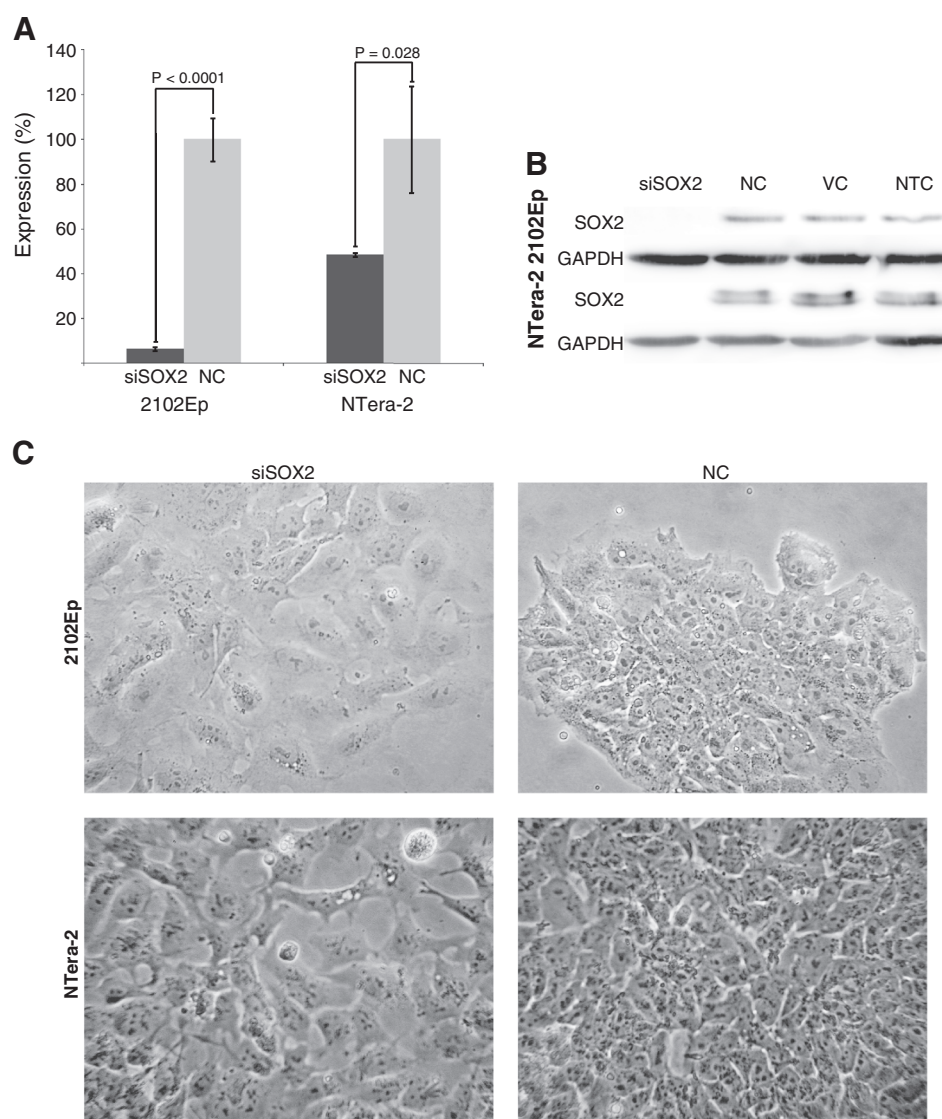 A
Expression (%)
140
120
100
80
60
40
20
P < 0.0001
P = 0.028
siSOX2 NC
siSOX2 NC
2102Ep
NTera-2
B
siSOX2 NC VC NTC
NTera-2 2102Ep
SOX2
GAPDH
SOX2
GAPDH
C
siSOX2
NC
2102Ep
NTera-2